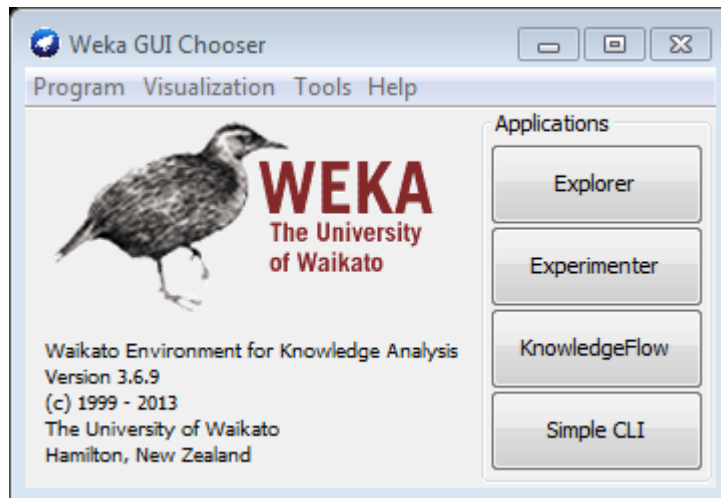 Weka GUI Chooser
Program Visualization Tools Help
WEKA
The University
of Waikato
Waikato Environment for Knowledge Analysis
Version 3.6.9
(c) 1999 - 2013
The University of Waikato
Hamilton, New Zealand
Applications
Explorer
Experimenter
KnowledgeFlow
Simple CLI